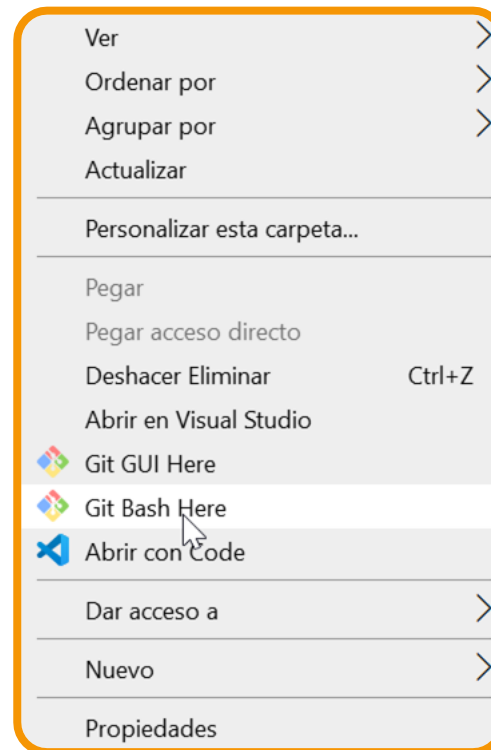 Ver
Ordenar por
Agrupar por
Actualizar
Personalizar esta carpeta...
Pegar
Pegar acceso directo
Deshacer Eliminar Ctrl+Z
Abrir en Visual Studio
Git GUI Here
Git Bash Here
Abrir con Code
Dar acceso a
Nuevo
Propiedades